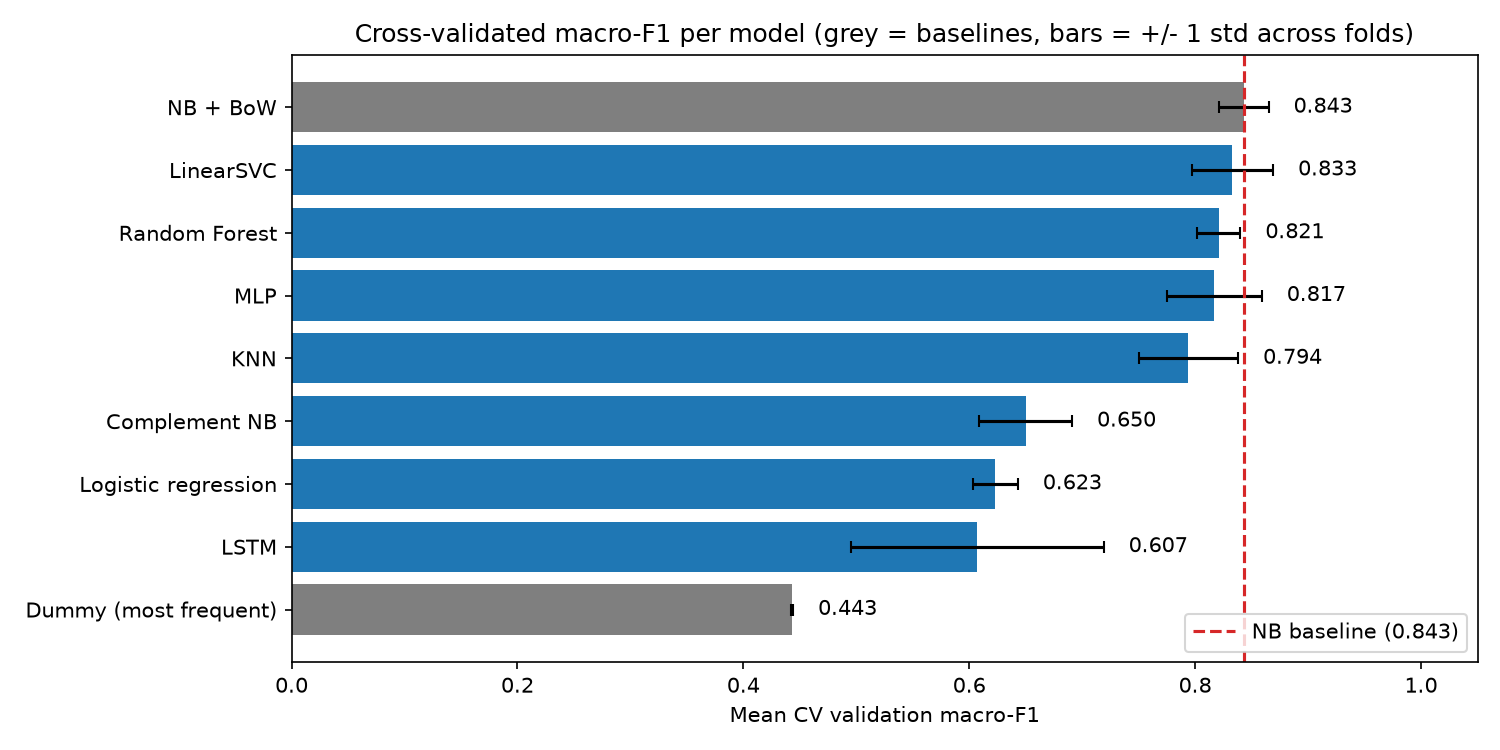 Cross-validated macro-F1 per model (grey = baselines, bars = +/- 1 std across folds)
NB + BoW 0.843
LinearSVC 0.833
Random Forest 0.821
MLP 0.817
KNN 0.794
Complement NB 0.650
Logistic regression 0.623
LSTM 0.607
Dummy (most frequent) 0.443
NB baseline (0.843)
0.0 0.2 0.4 0.6 0.8 1.0
Mean CV validation macro-F1